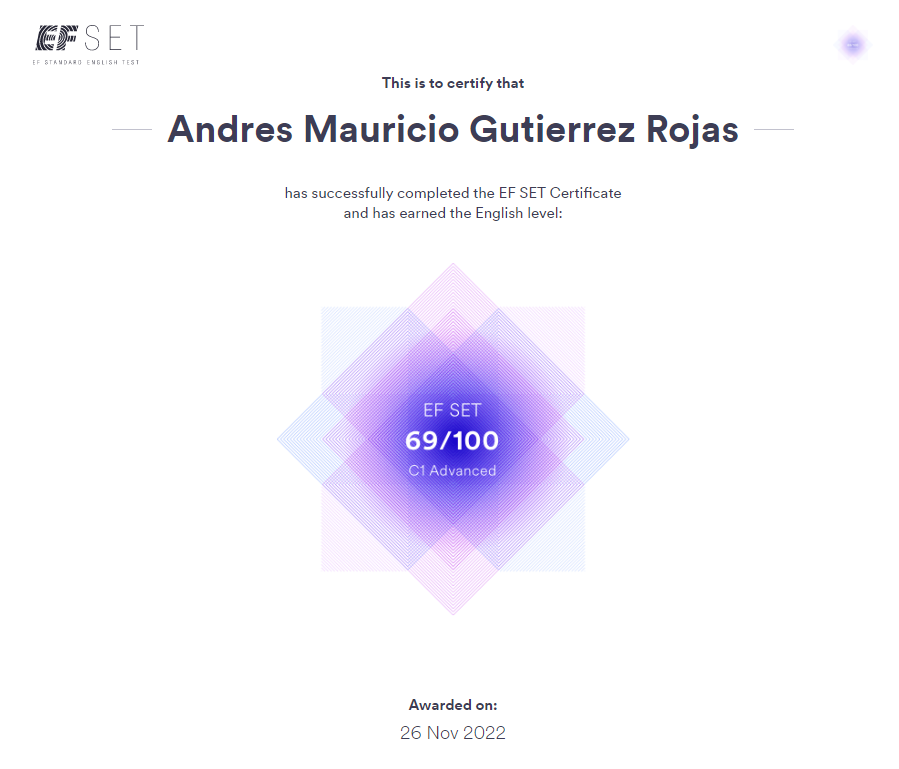 EF SET
EF STANDARD ENGLISH TEST
This is to certify that
Andres Mauricio Gutierrez Rojas
has successfully completed the EF SET Certificate
and has earned the English level:
EF SET
69/100
C1 Advanced
Awarded on:
26 Nov 2022